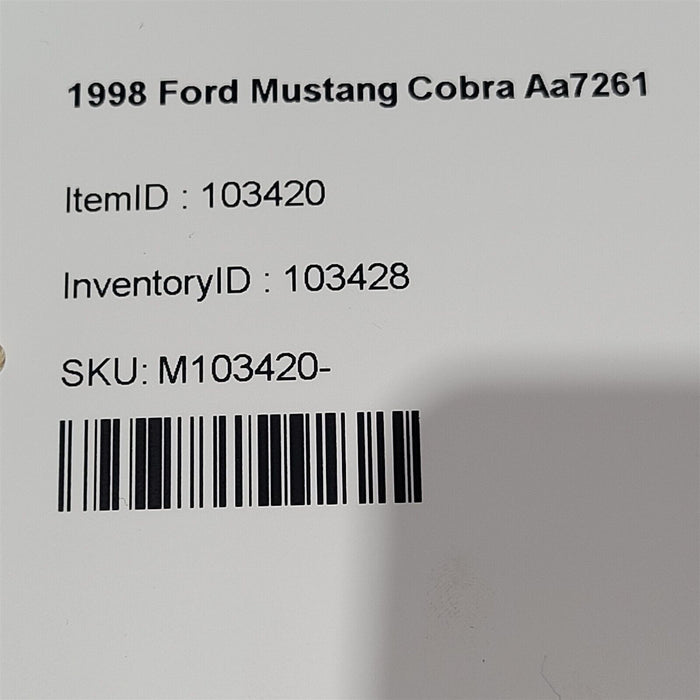 1998 Ford Mustang Cobra Aa7261
ItemID : 103420
InventoryID : 103428
SKU: M103420-